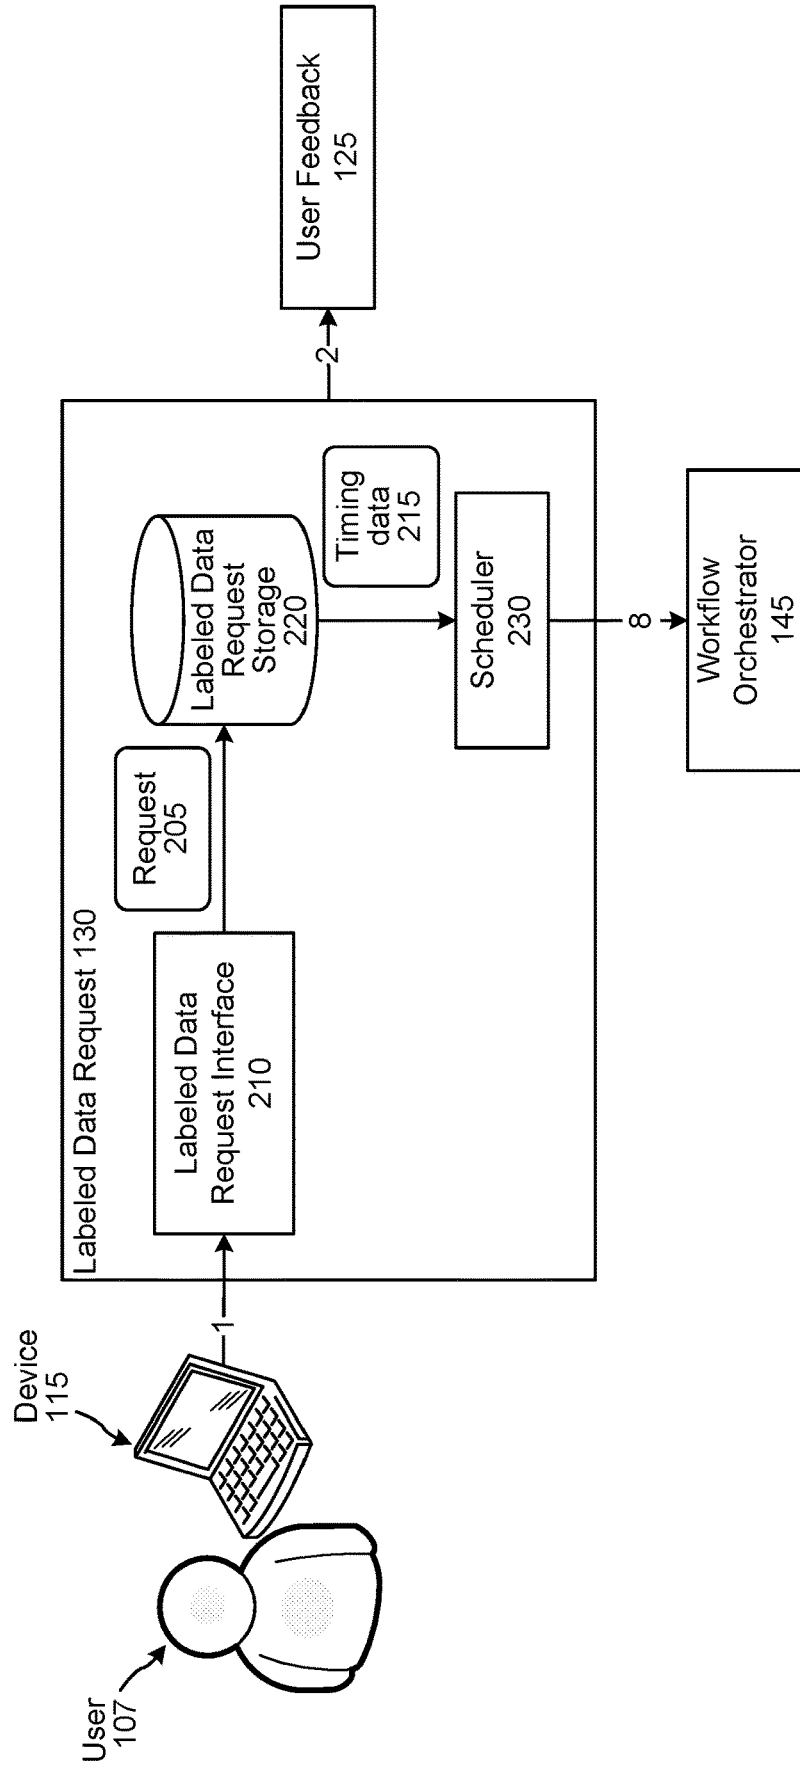 User
107
Device
115
1
Labeled Data Request 130
Labeled Data
Request Interface
210
Request
205
Labeled Data
Request
Storage
220
Timing
data
215
Scheduler
230
2
User Feedback
125
8
Workflow
Orchestrator
145